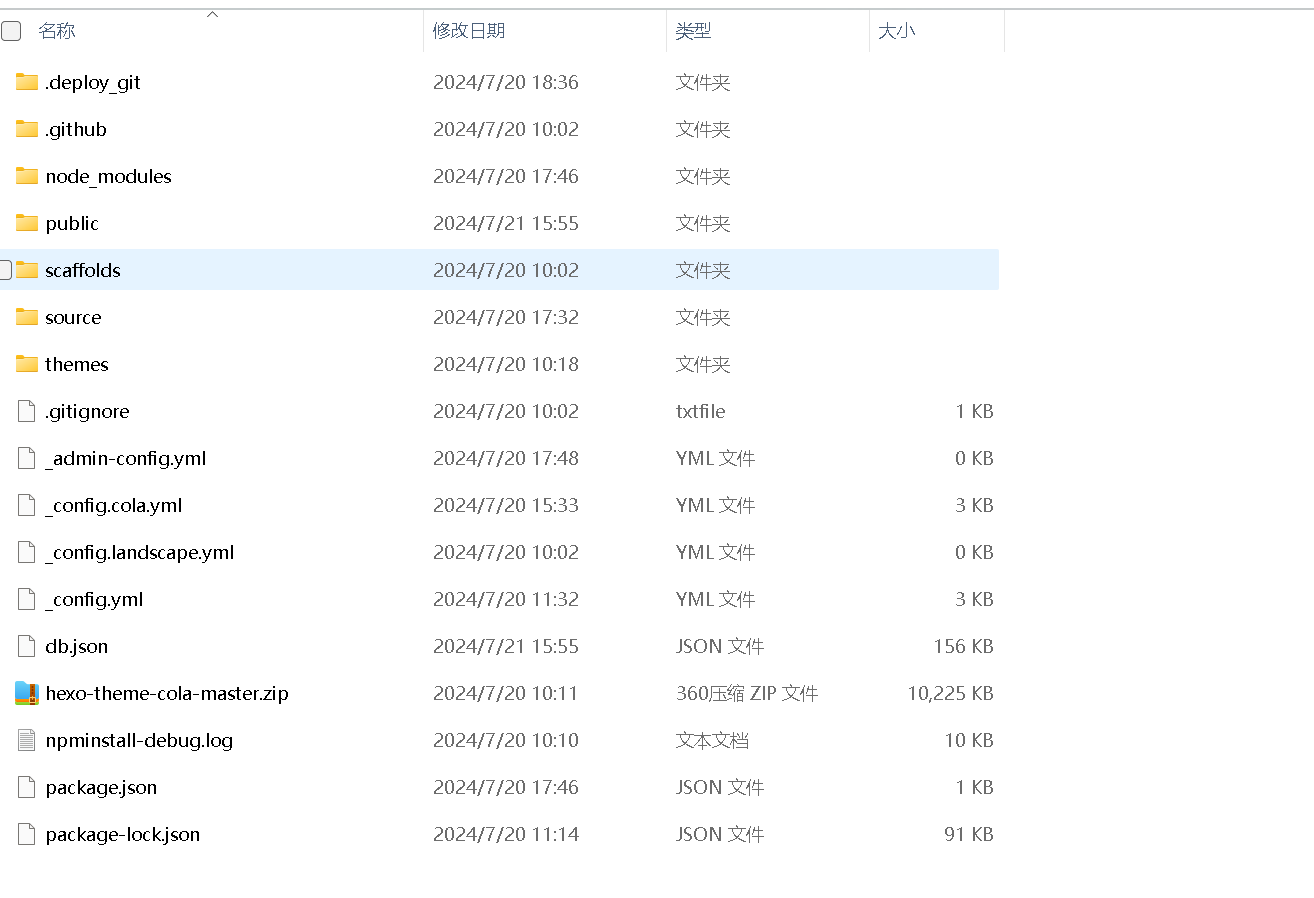 名称 修改日期 类型 大小
.deploy_git 2024/7/20 18:36 文件夹
.github 2024/7/20 10:02 文件夹
node_modules 2024/7/20 17:46 文件夹
public 2024/7/21 15:55 文件夹
scaffolds 2024/7/20 10:02 文件夹
source 2024/7/20 17:32 文件夹
themes 2024/7/20 10:18 文件夹
.gitignore 2024/7/20 10:02 txtfile 1 KB
_admin-config.yml 2024/7/20 17:48 YML 文件 0 KB
_config.cola.yml 2024/7/20 15:33 YML 文件 3 KB
_config.landscape.yml 2024/7/20 10:02 YML 文件 0 KB
_config.yml 2024/7/20 11:32 YML 文件 3 KB
db.json 2024/7/21 15:55 JSON 文件 156 KB
hexo-theme-cola-master.zip 2024/7/20 10:11 360压缩 ZIP 文件 10,225 KB
npminstall-debug.log 2024/7/20 10:10 文本文档 10 KB
package.json 2024/7/20 17:46 JSON 文件 1 KB
package-lock.json 2024/7/20 11:14 JSON 文件 91 KB